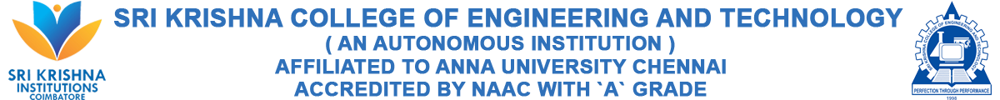 SRI KRISHNA
INSTITUTIONS
COIMBATORE
SRI KRISHNA COLLEGE OF ENGINEERING AND TECHNOLOGY
( AN AUTONOMOUS INSTITUTION )
AFFILIATED TO ANNA UNIVERSITY CHENNAI
ACCREDITED BY NAAC WITH `A` GRADE
SRI KRISHNA COLLEGE OF ENGINEERING AND TECHNOLOGY
PERFECTION THROUGH PERFORMANCE
1998